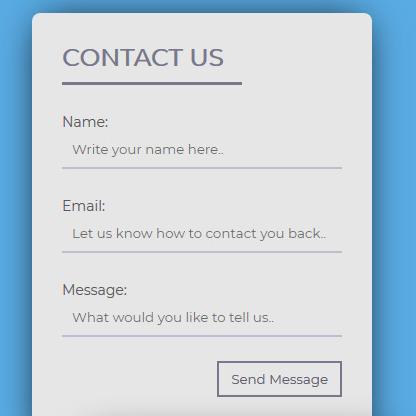 CONTACT US
Name:
Write your name here..
Email:
Let us know how to contact you back..
Message:
What would you like to tell us..
Send Message